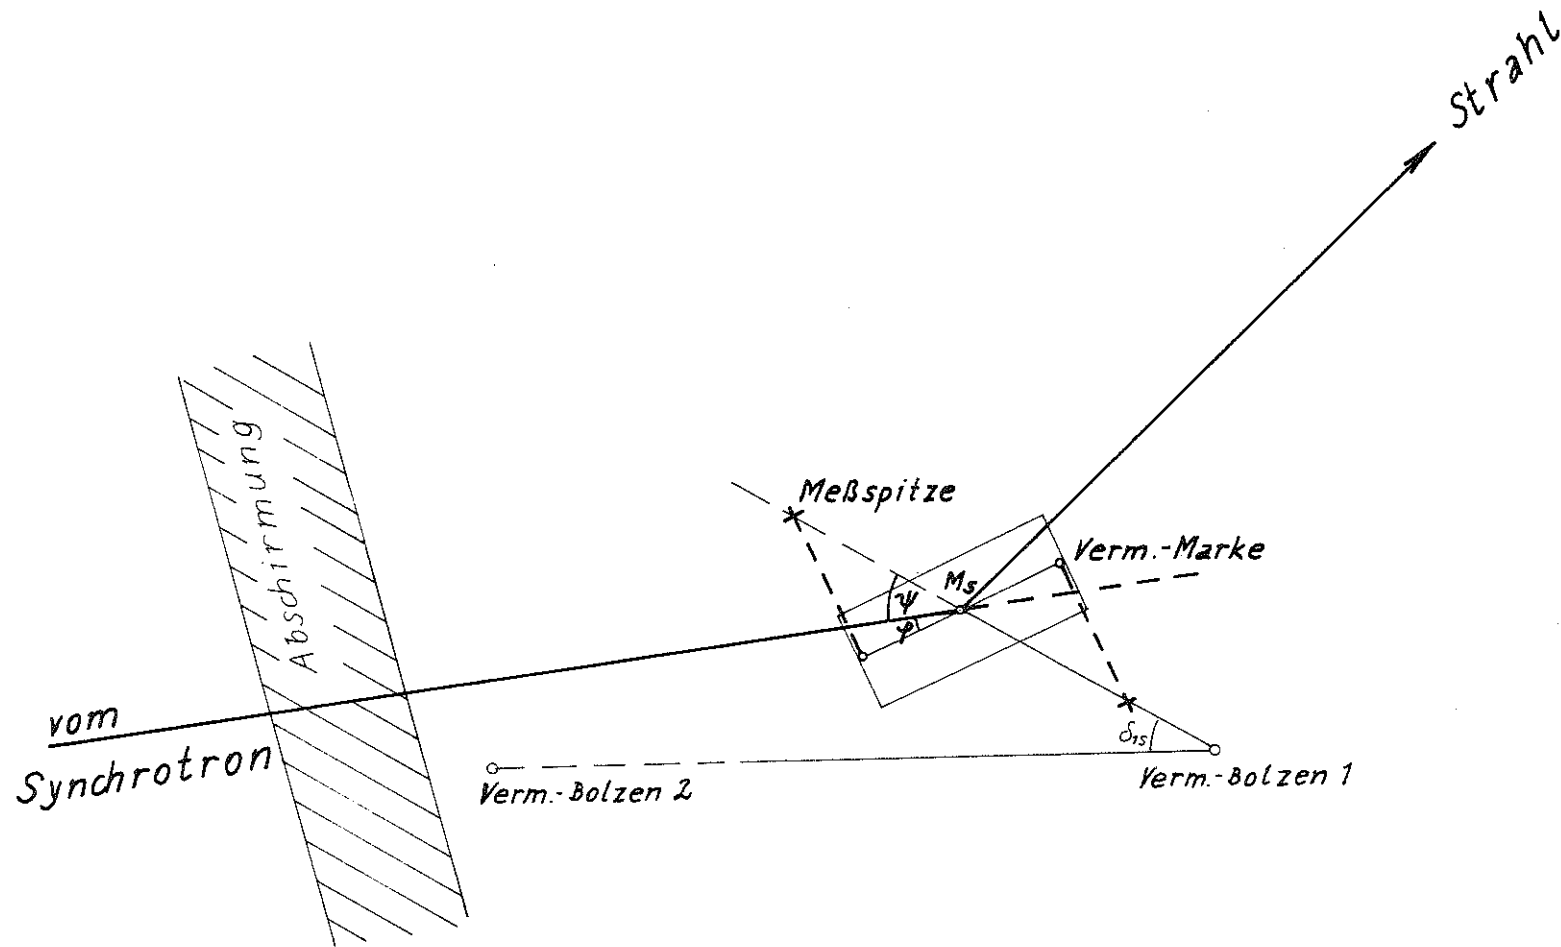 Strahl
Meßspitze
Verm.-Marke
Ms
ψ
φ
Abschirmung
vom
Synchrotron
δ1s
Verm.-Bolzen 2
Verm.-Bolzen 1